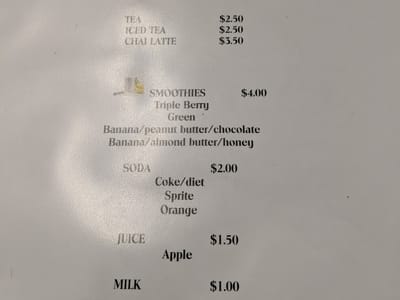 TEA $2.50
ICED TEA $2.50
CHAI LATTE $3.50
SMOOTHIES $4.00
Triple Berry
Green
Banana/peanut butter/chocolate
Banana/almond butter/honey
SODA $2.00
Coke/diet
Sprite
Orange
JUICE $1.50
Apple
MILK $1.00